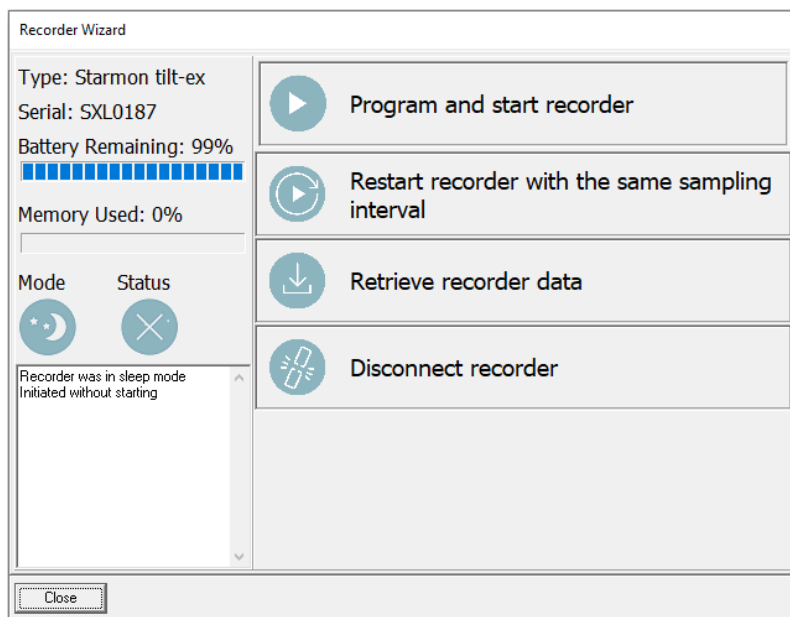 Recorder Wizard
Type: Starmon tilt-ex
Serial: SXL0187
Battery Remaining: 99%
Memory Used: 0%
Mode Status
Recorder was in sleep mode
Initiated without starting
Program and start recorder
Restart recorder with the same sampling
interval
Retrieve recorder data
Disconnect recorder
Close